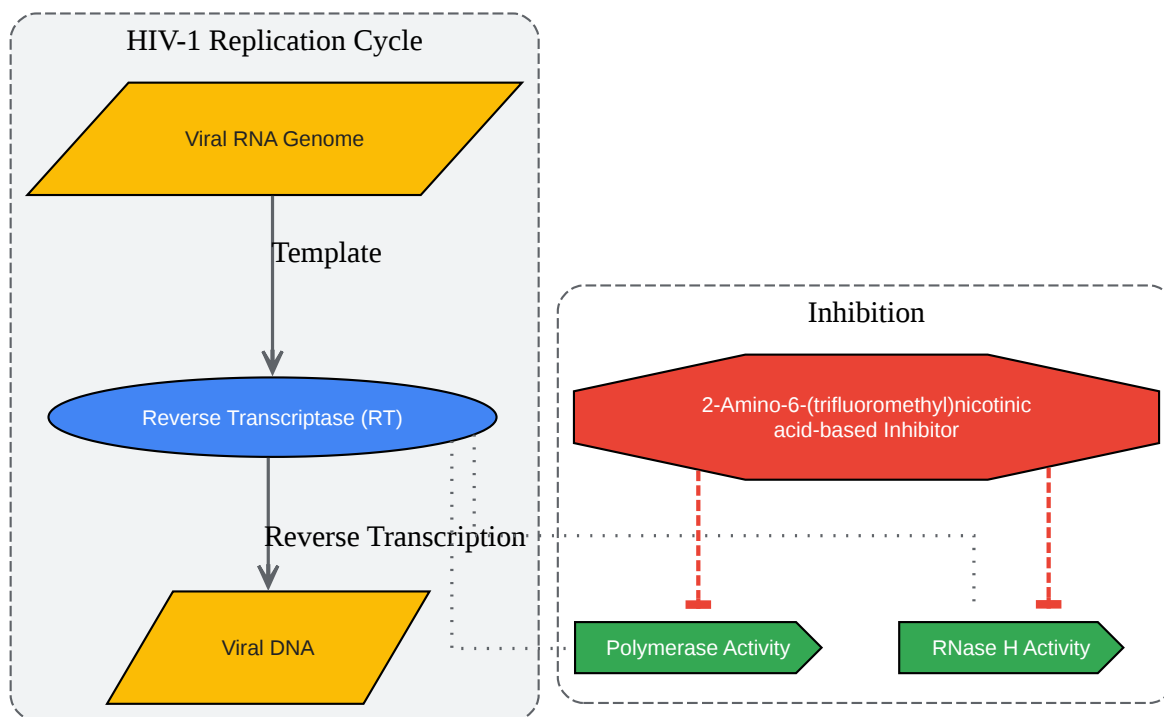 HIV-1 Replication Cycle
Viral RNA Genome
Template
Inhibition
2-Amino-6-(trifluoromethyl)nicotinic
acid-based Inhibitor
Reverse Transcriptase (RT)
Reverse Transcription
Viral DNA
Polymerase Activity
RNase H Activity